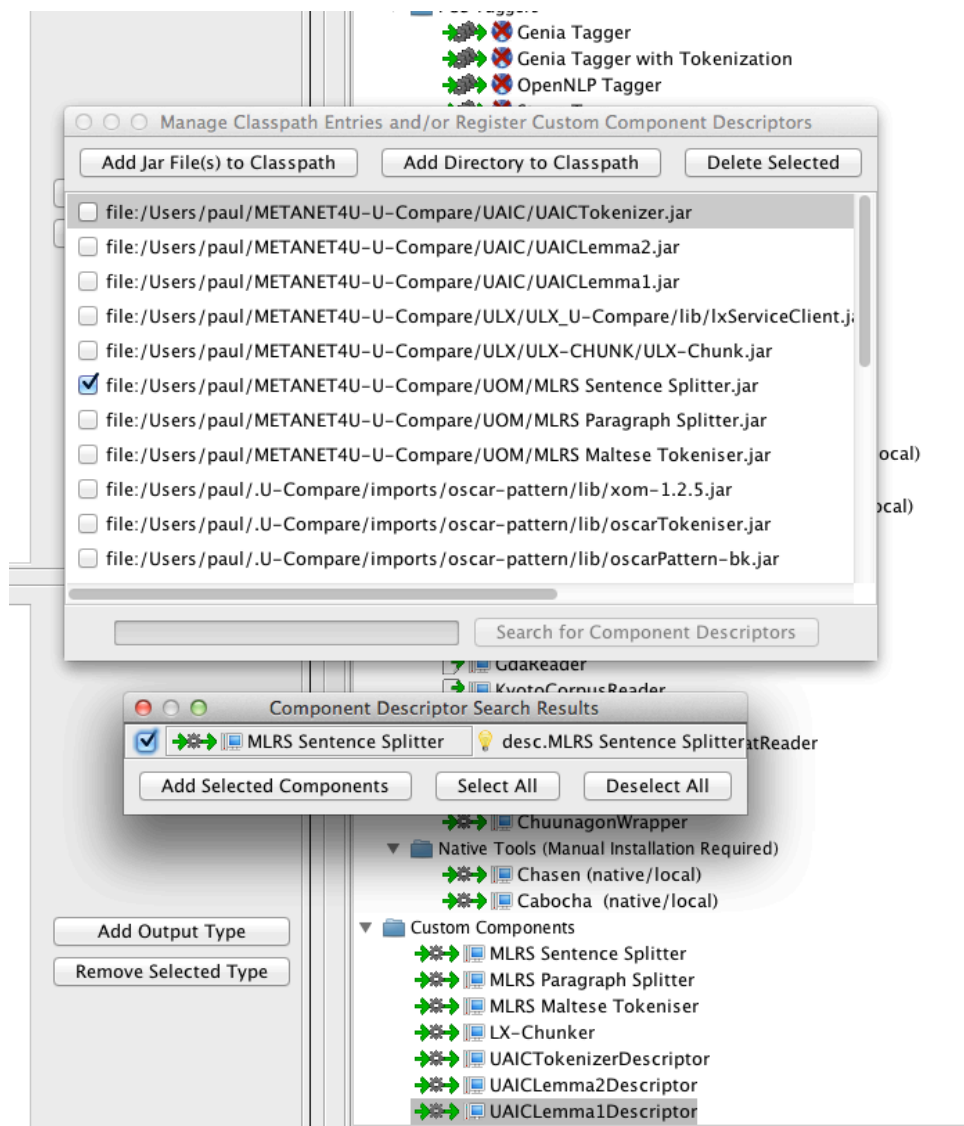 Genia Tagger
Genia Tagger with Tokenization
OpenNLP Tagger
Manage Classpath Entries and/or Register Custom Component Descriptors
Add Jar File(s) to Classpath
Add Directory to Classpath
Delete Selected
file:/Users/paul/METANET4U-U-Compare/UAIC/UAICTokenizer.jar
file:/Users/paul/METANET4U-U-Compare/UAIC/UAICLemma2.jar
file:/Users/paul/METANET4U-U-Compare/UAIC/UAICLemma1.jar
file:/Users/paul/METANET4U-U-Compare/ULX/ULX_U-Compare/lib/lxServiceClient.ja
file:/Users/paul/METANET4U-U-Compare/ULX/ULX-CHUNK/ULX-Chunk.jar
file:/Users/paul/METANET4U-U-Compare/UOM/MLRS Sentence Splitter.jar
file:/Users/paul/METANET4U-U-Compare/UOM/MLRS Paragraph Splitter.jar
file:/Users/paul/METANET4U-U-Compare/UOM/MLRS Maltese Tokeniser.jar
ocal)
file:/Users/paul/.U-Compare/imports/oscar-pattern/lib/xom-1.2.5.jar
ocal)
file:/Users/paul/.U-Compare/imports/oscar-pattern/lib/oscarTokeniser.jar
file:/Users/paul/.U-Compare/imports/oscar-pattern/lib/oscarPattern-bk.jar
Search for Component Descriptors
GdaReader
KyotoCorpusReader
Component Descriptor Search Results
MLRS Sentence Splitter
desc.MLRS Sentence Splitter
atReader
Add Selected Components
Select All
Deselect All
ChuunagonWrapper
Native Tools (Manual Installation Required)
Chasen (native/local)
Cabocha (native/local)
Add Output Type
Remove Selected Type
Custom Components
MLRS Sentence Splitter
MLRS Paragraph Splitter
MLRS Maltese Tokeniser
LX-Chunker
UAICTokenizerDescriptor
UAICLemma2Descriptor
UAICLemma1Descriptor